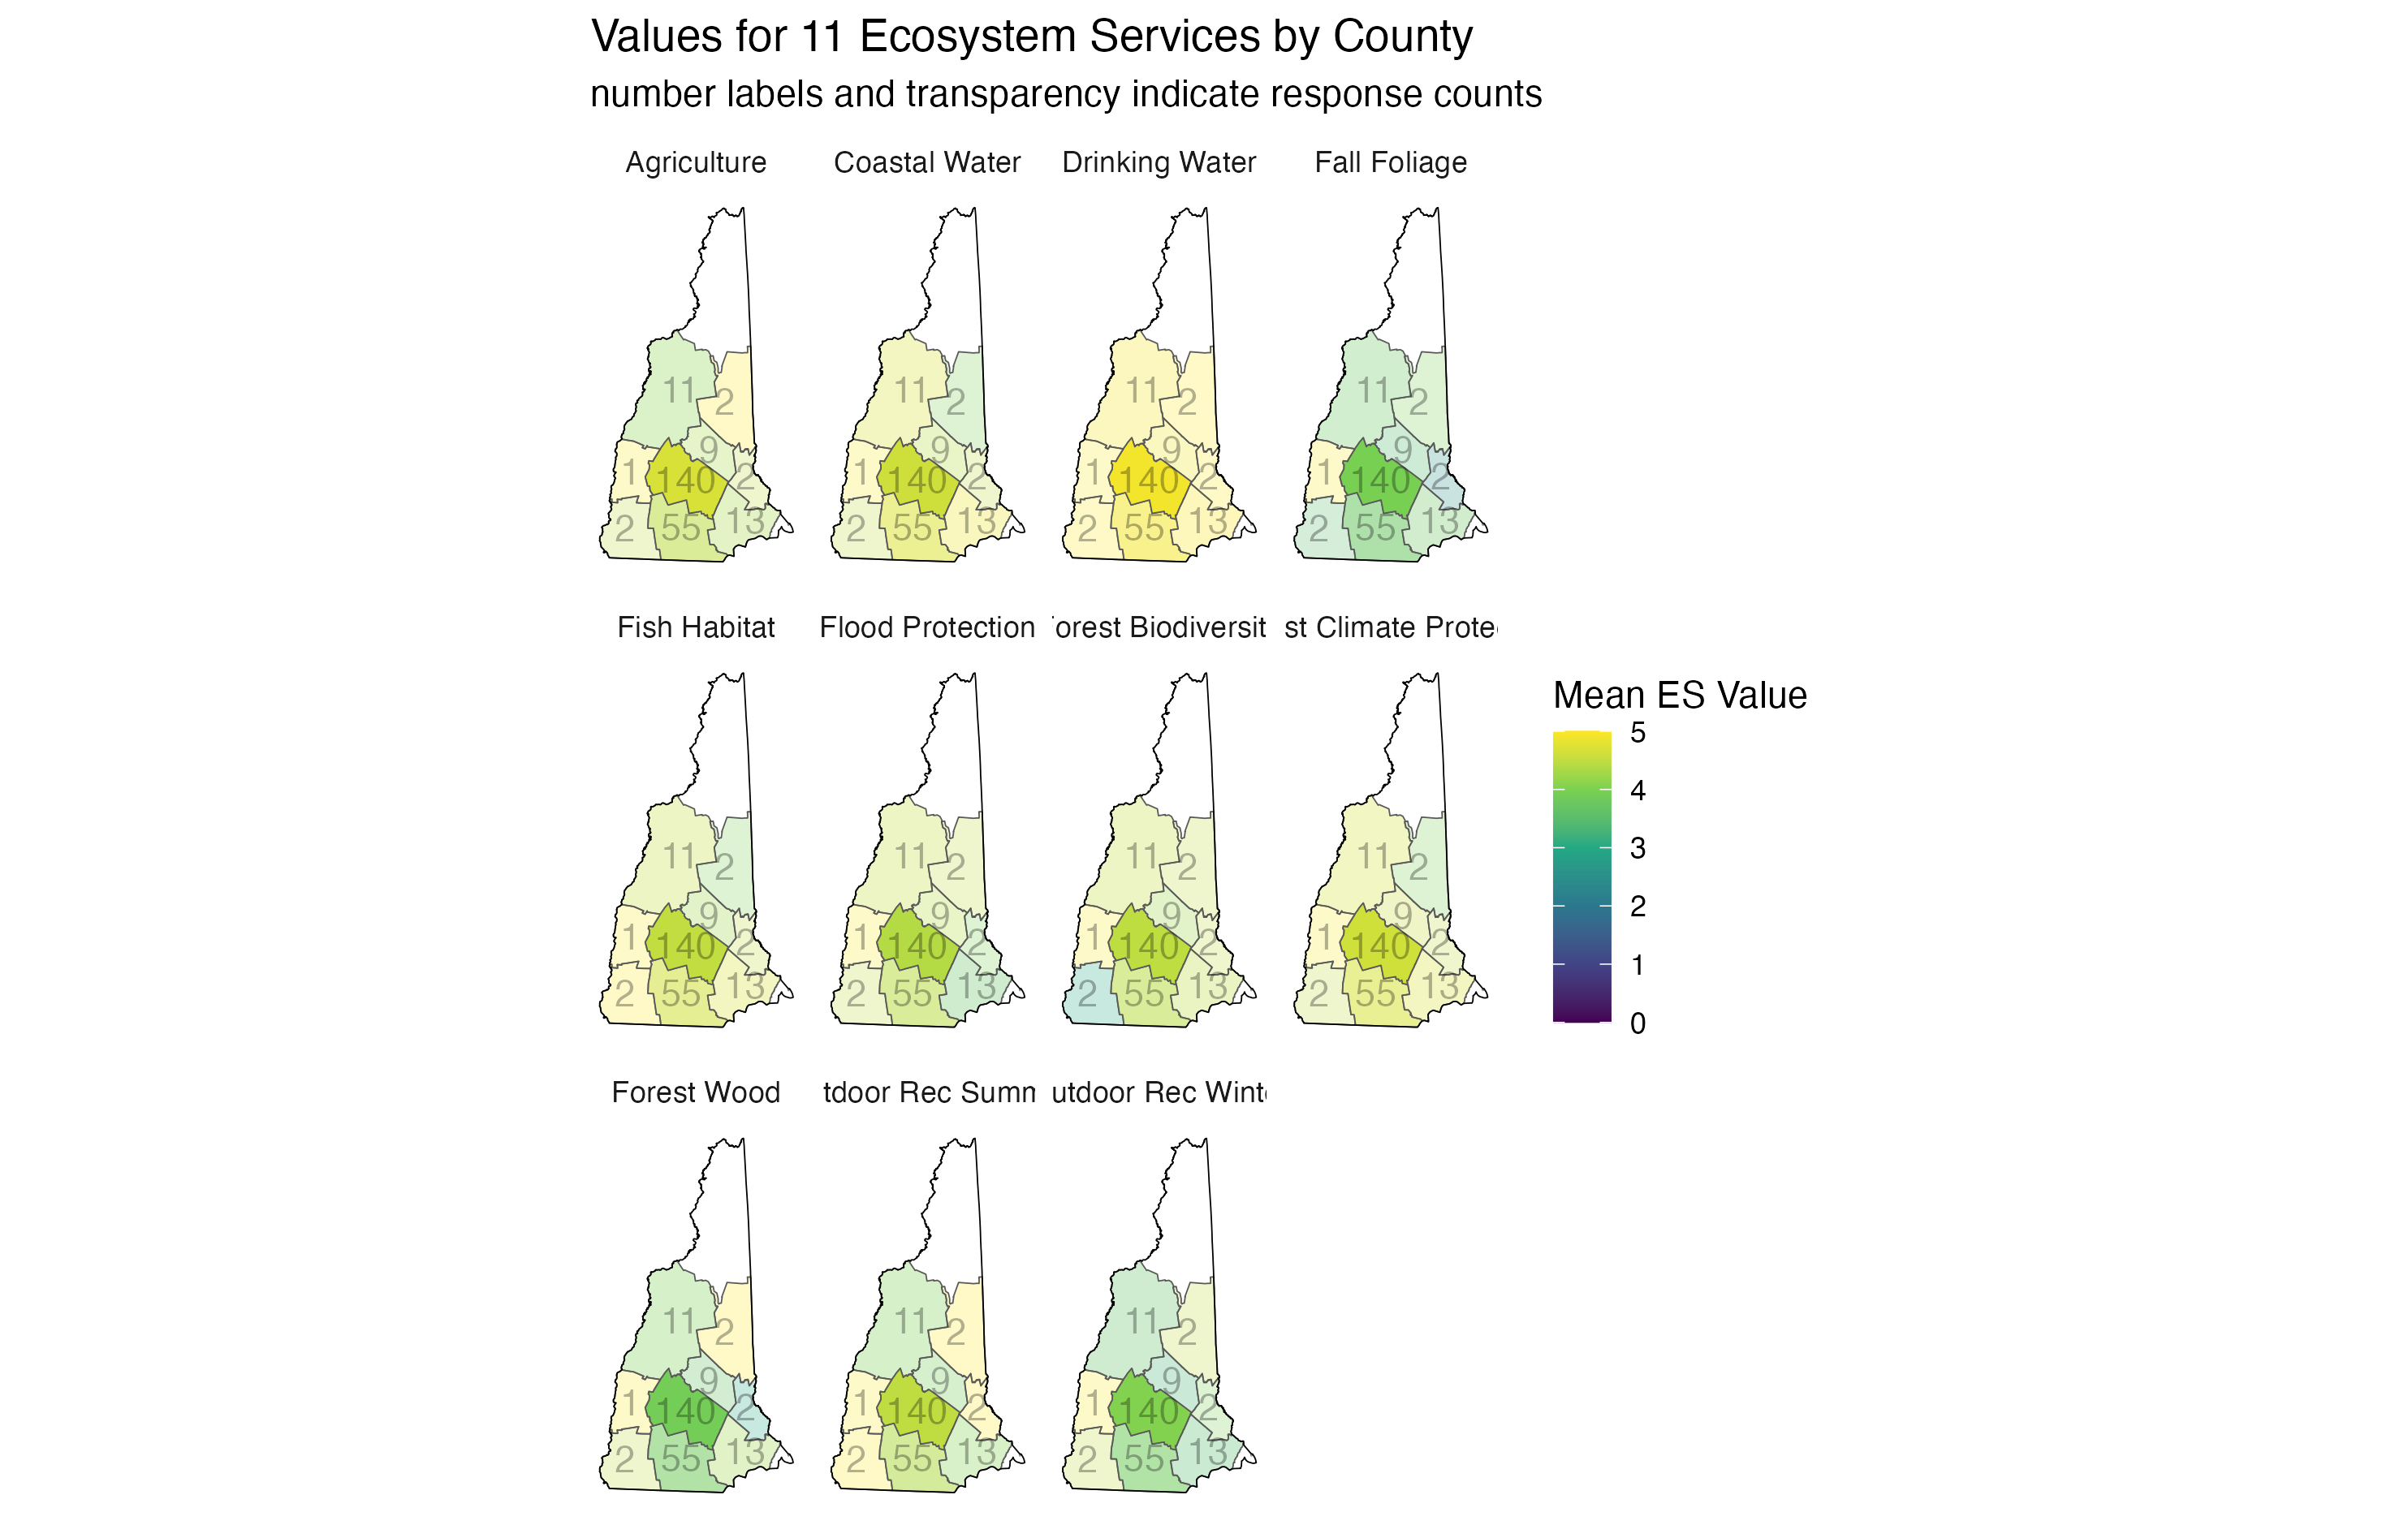 Values for 11 Ecosystem Services by County
number labels and transparency indicate response counts
Agriculture Coastal Water Drinking Water Fall Foliage
11 2 11 2 11 2 11 2
9 9 9 9
1 140 2 1 140 2 1 140 2 1 140 2
2 55 13 2 55 13 2 55 13 2 55 13
Fish Habitat Flood Protection orest Biodiversit st Climate Prote
11 2 11 2 11 2 11 2
9 9 9 9
1 140 2 1 140 2 1 140 2 1 140 2
2 55 13 2 55 13 2 55 13 2 55 13
Mean ES Value
5
4
3
2
1
0
Forest Wood tdoor Rec Summ utdoor Rec Wint
11 2 11 2 11 2
9 9 9
1 140 2 1 140 2 1 140 2
2 55 13 2 55 13 2 55 13